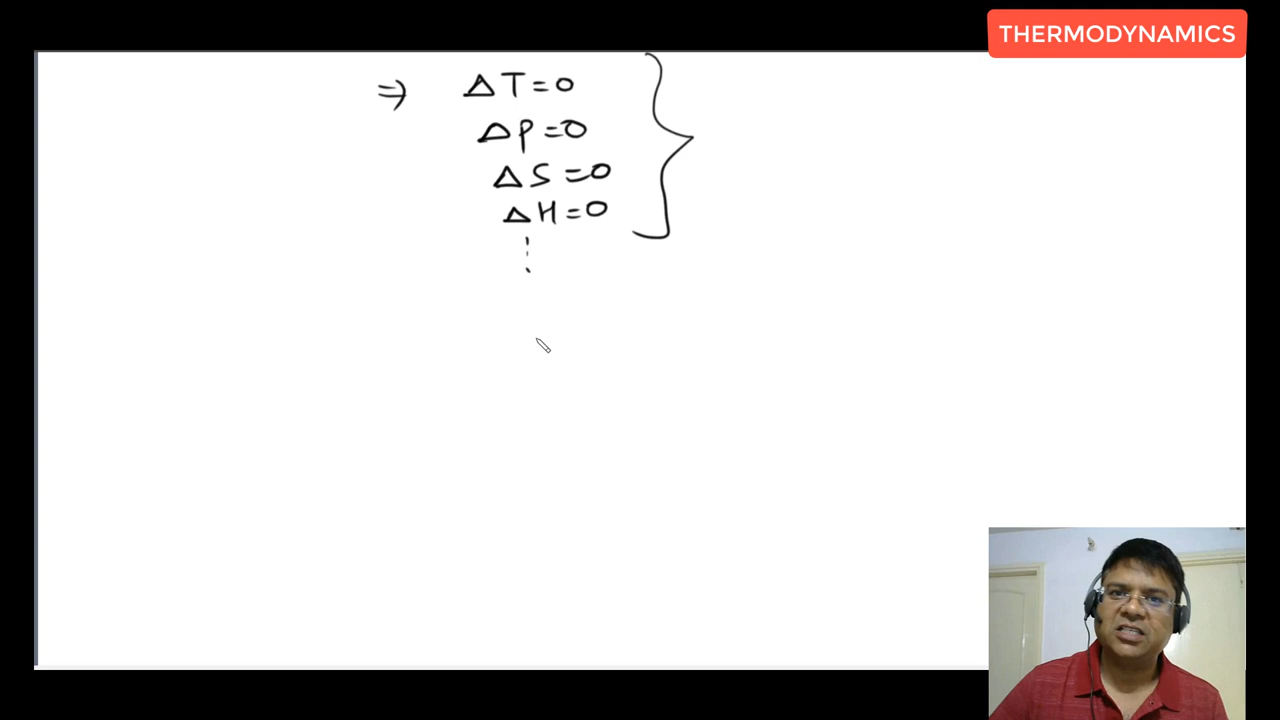 THERMODYNAMICS
⇒ ΔT=0
ΔP=0
ΔS=0
ΔH=0